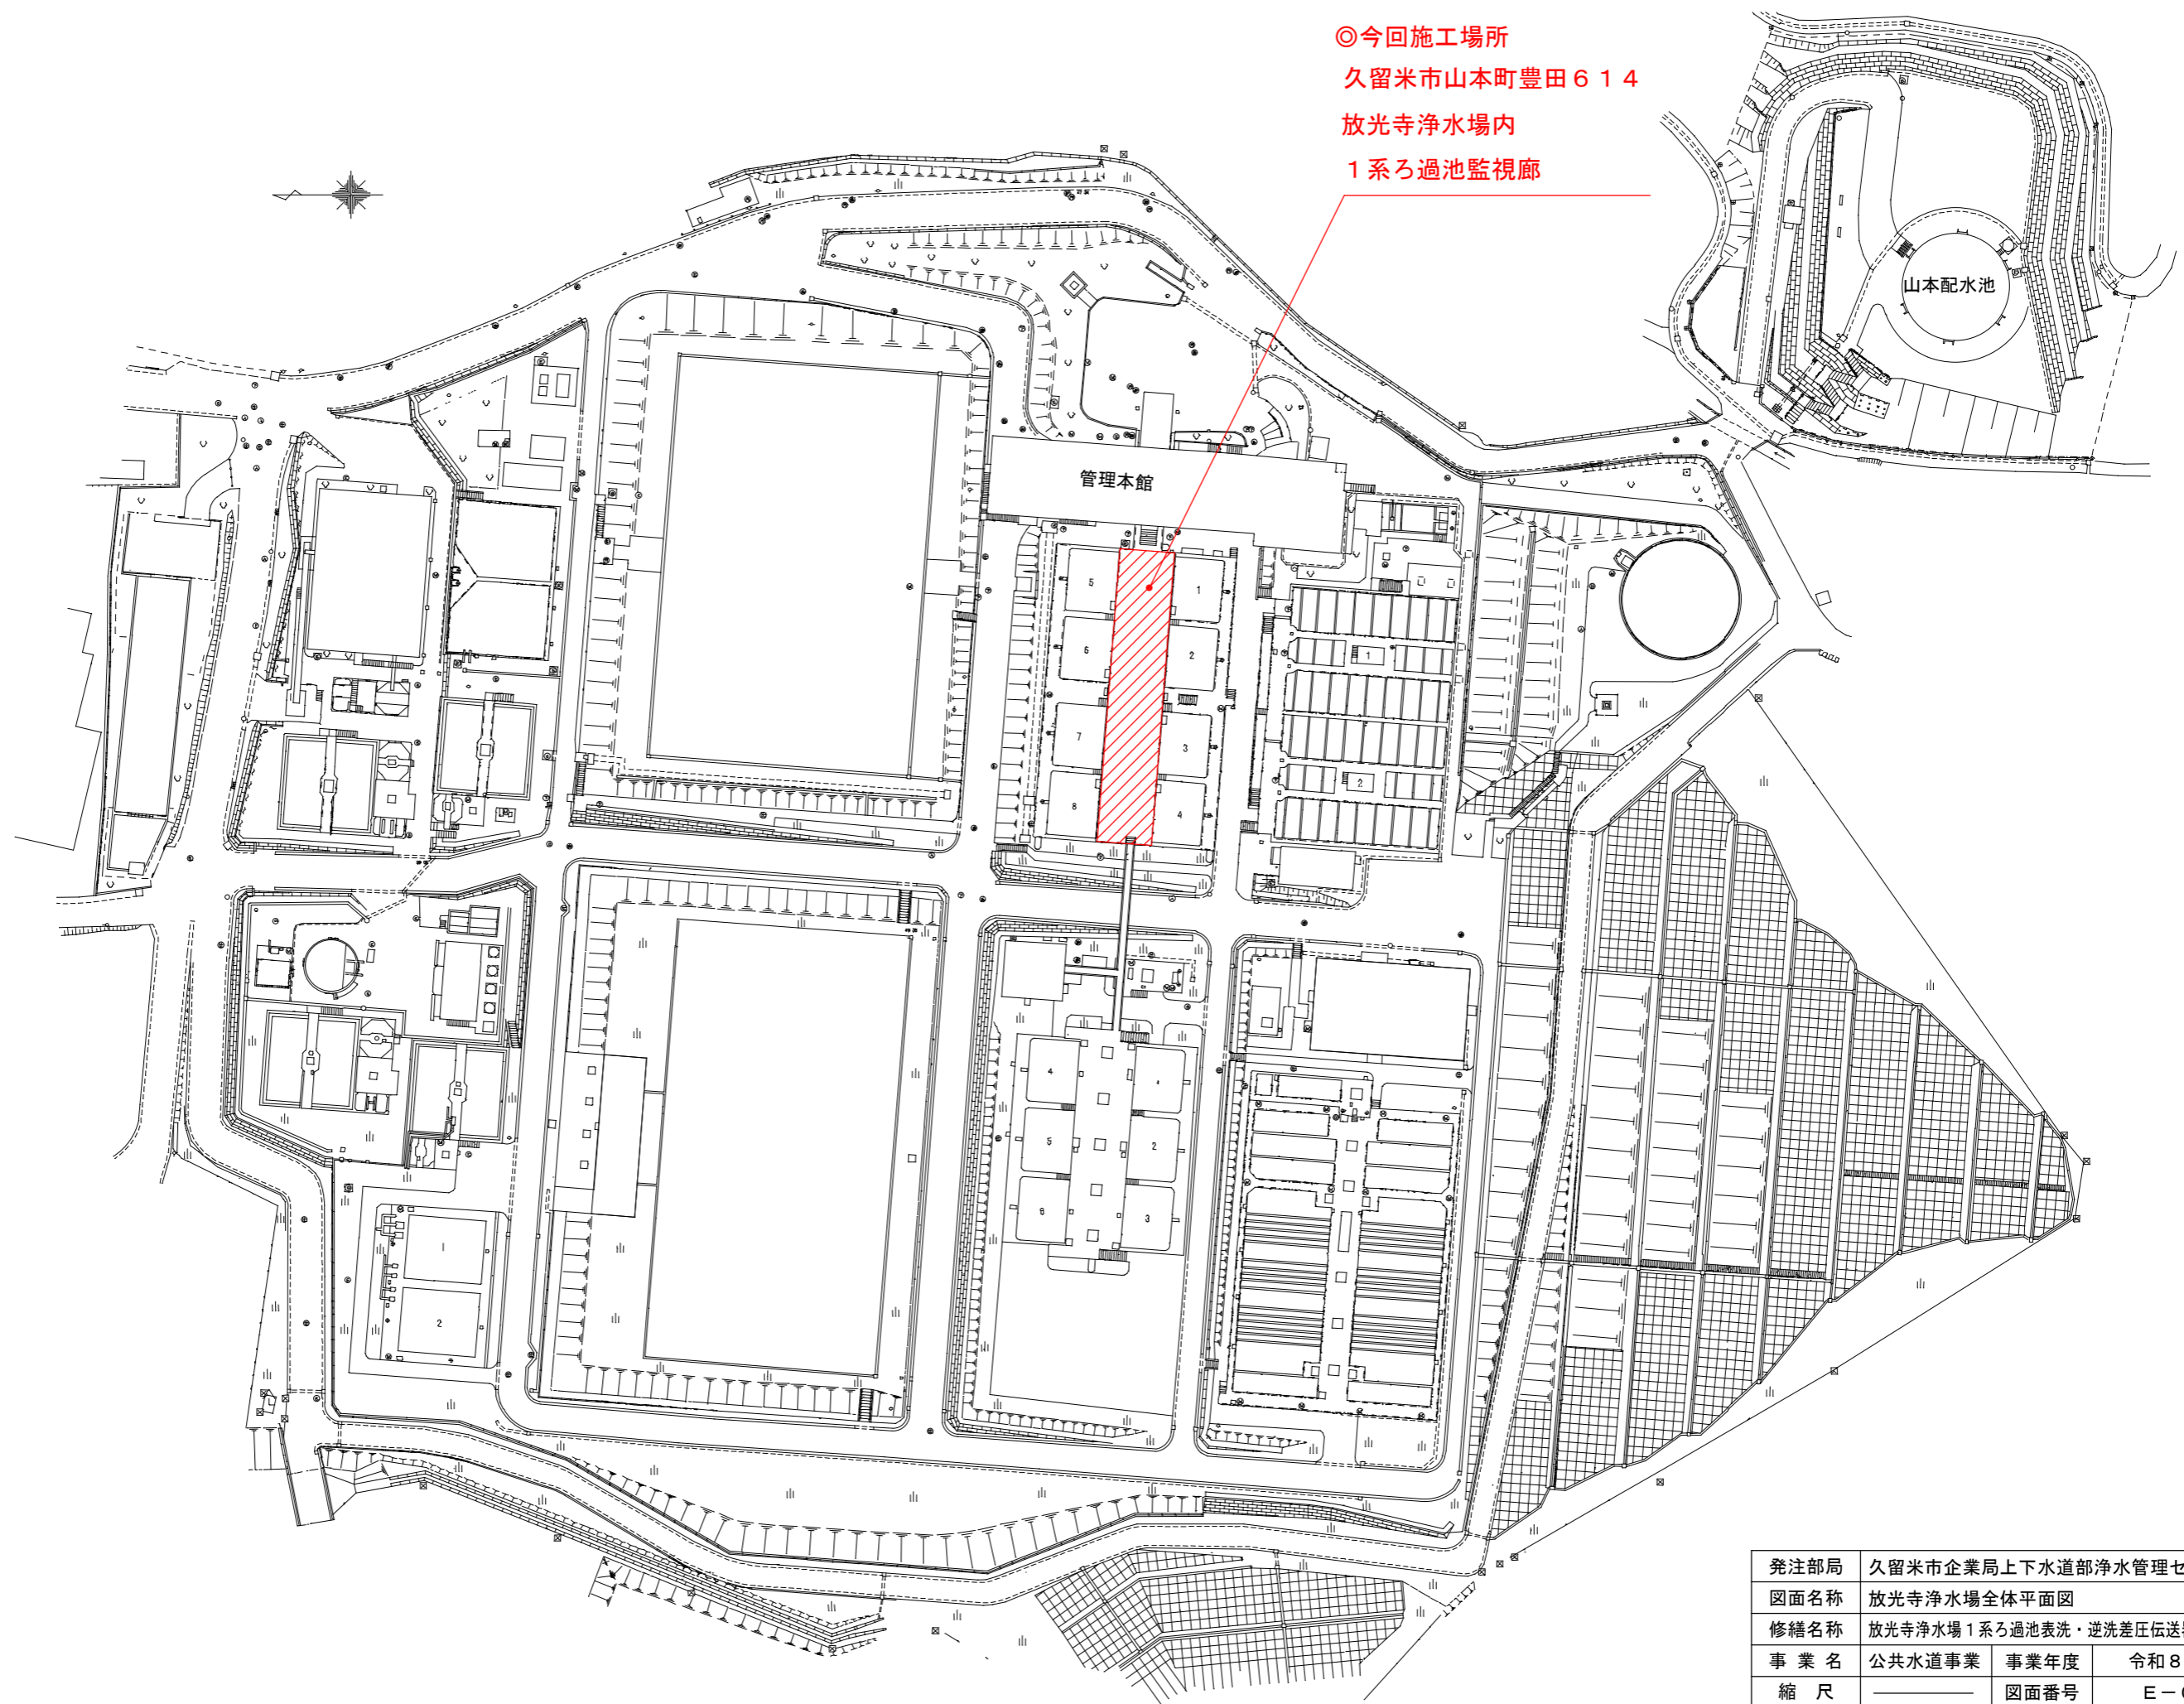 ◎今回施工場所
久留米市山本町豊田６１４
放光寺浄水場内
１系ろ過池監視廊
山本配水池
管理本館
5
1
6
2
7
3
8
4
1
2
4
5
2
6
3
1
2
発注部局 久留米市企業局上下水道部浄水管理セ
図面名称 放光寺浄水場全体平面図
修繕名称 放光寺浄水場１系ろ過池表洗・逆洗差圧伝送
事業名 公共水道事業 事業年度 令和８
縮尺 図面番号 Ｅ－